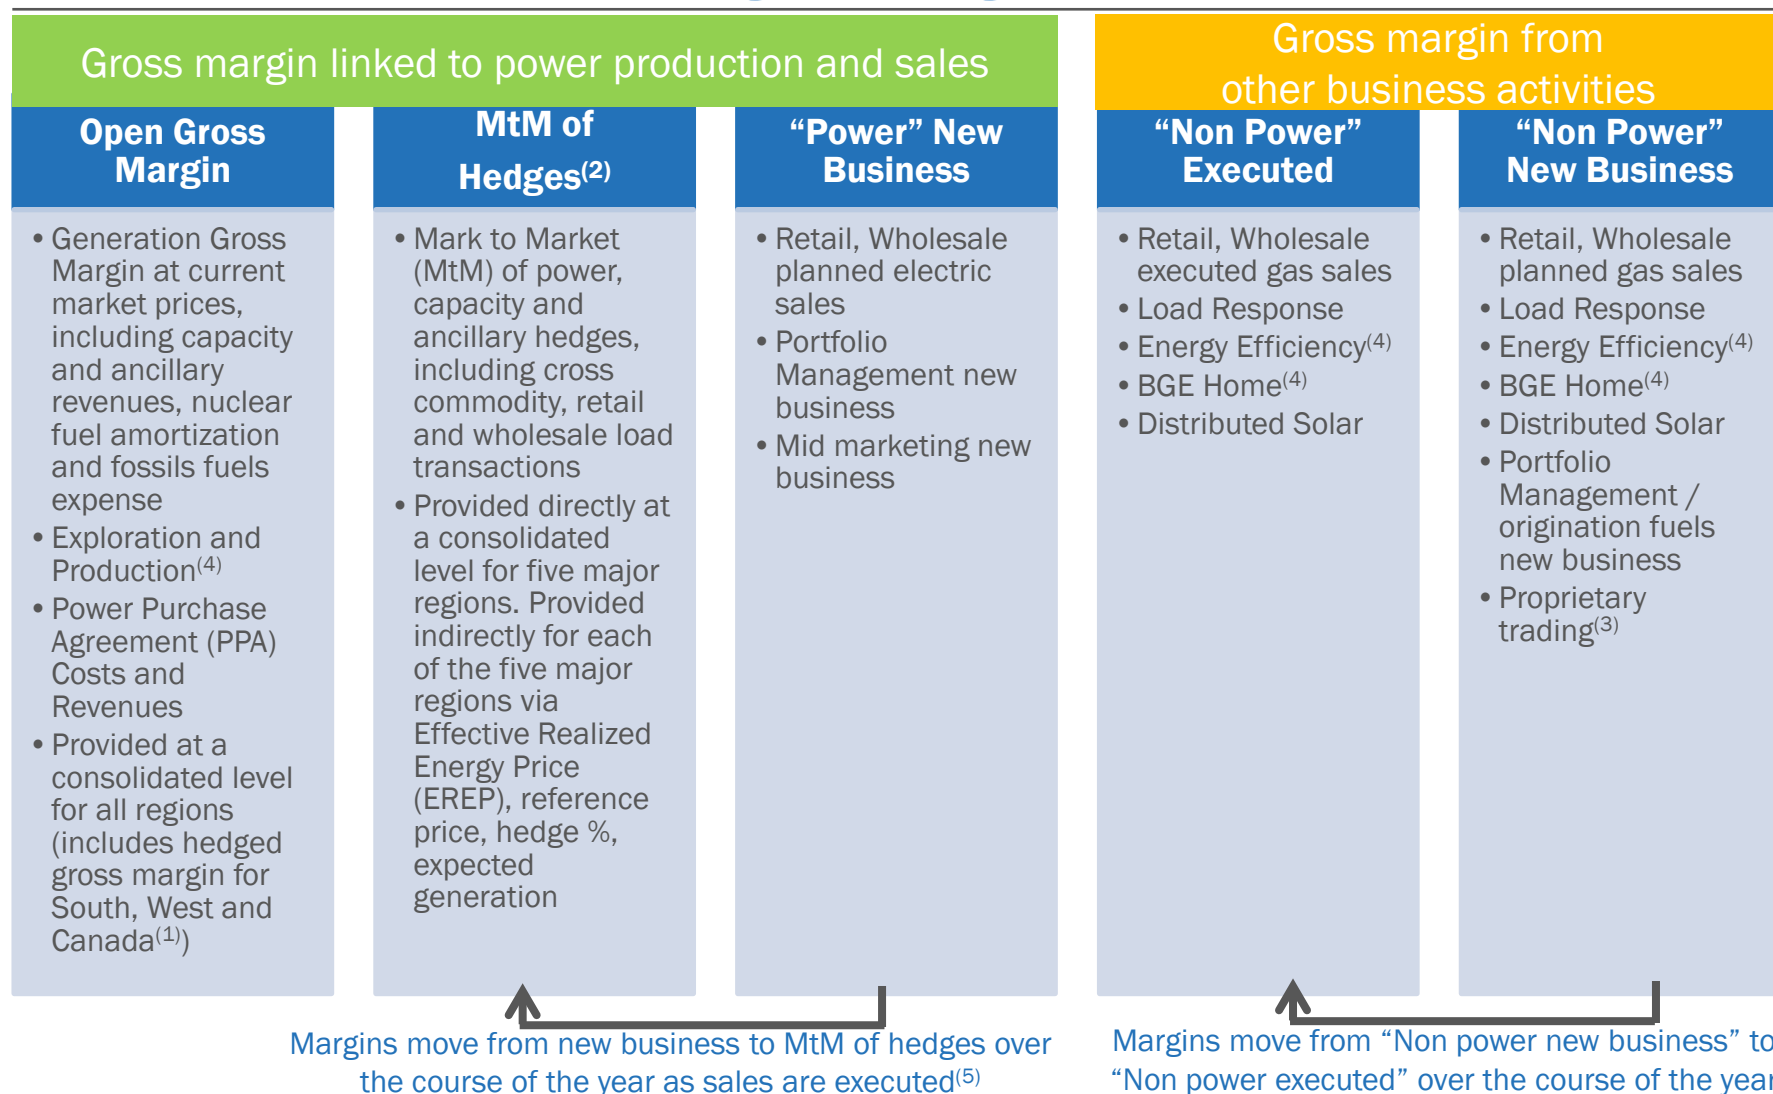 Gross margin linked to power production and sales
Gross margin from
other business activities
Open Gross
Margin
• Generation Gross
Margin at current
market prices,
including capacity
and ancillary
revenues, nuclear
fuel amortization
and fossils fuels
expense
• Exploration and
Production(4)
• Power Purchase
Agreement (PPA)
Costs and
Revenues
• Provided at a
consolidated level
for all regions
(includes hedged
gross margin for
South, West and
Canada(1))
MtM of
Hedges(2)
• Mark to Market
(MtM) of power,
capacity and
ancillary hedges,
including cross
commodity, retail
and wholesale load
transactions
• Provided directly at
a consolidated
level for five major
regions. Provided
indirectly for each
of the five major
regions via
Effective Realized
Energy Price
(EREP), reference
price, hedge %,
expected
generation
“Power” New
Business
• Retail, Wholesale
planned electric
sales
• Portfolio
Management new
business
• Mid marketing new
business
“Non Power”
Executed
• Retail, Wholesale
executed gas sales
• Load Response
• Energy Efficiency(4)
• BGE Home(4)
• Distributed Solar
“Non Power”
New Business
• Retail, Wholesale
planned gas sales
• Load Response
• Energy Efficiency(4)
• BGE Home(4)
• Distributed Solar
• Portfolio
Management /
origination fuels
new business
• Proprietary
trading(3)
Margins move from new business to MtM of hedges over
the course of the year as sales are executed(5)
Margins move from “Non power new business” to
“Non power executed” over the course of the year